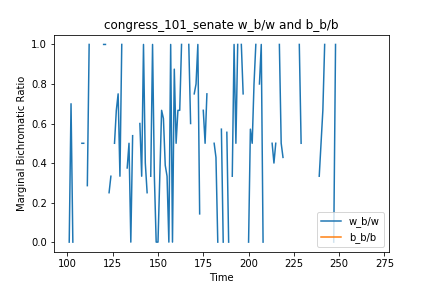 congress_101_senate w_b/w and b_b/b
Marginal Bichromatic Ratio
1.0
0.8
0.6
0.4
0.2
0.0
100 125 150 175 200 225 250 275
Time
w_b/w
b_b/b